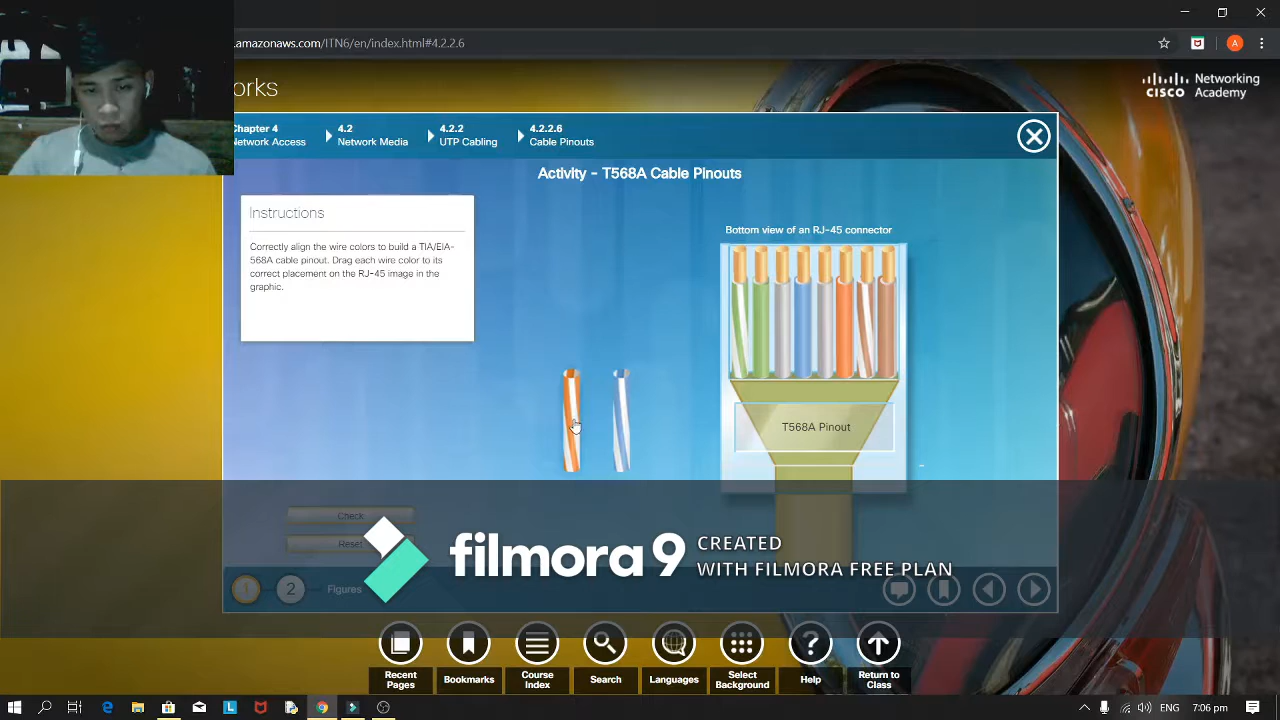 .amazonaws.com/ITN6/en/index.html#4.2.2.6
A
orks
CISCO
Networking
Academy
Chapter 4
Network Access
4.2
Network Media
4.2.2
UTP Cabling
4.2.2.6
Cable Pinouts
Activity - T568A Cable Pinouts
Instructions
Correctly align the wire colors to build a TIA/EIA-
568A cable pinout. Drag each wire color to its
correct placement on the RJ-45 image in the
graphic.
Bottom view of an RJ-45 connector
T568A Pinout
Check
Reset
filmora9
CREATED
WITH FILMORA FREE PLAN
1
2
Figures
Recent
Pages
Bookmarks
Course
Index
Search
Languages
Select
Background
?
Help
Return to
Class
L
ENG
7:06 pm